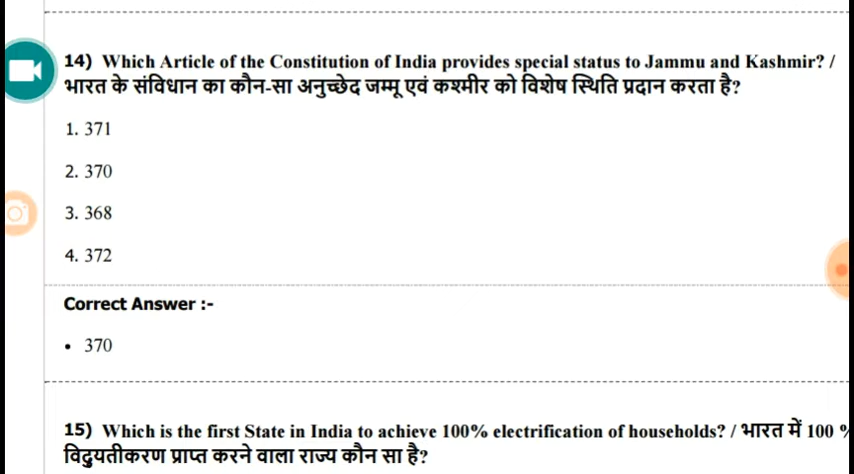 14) Which Article of the Constitution of India provides special status to Jammu and Kashmir? /
भारत के संविधान का कौन-सा अनुच्छेद जम्मू एवं कश्मीर को विशेष स्थिति प्रदान करता है?
1. 371
2. 370
3. 368
4. 372
Correct Answer :-
• 370
15) Which is the first State in India to achieve 100% electrification of households? / भारत में 100 %
विद्युयतीकरण प्राप्त करने वाला राज्य कौन सा है?